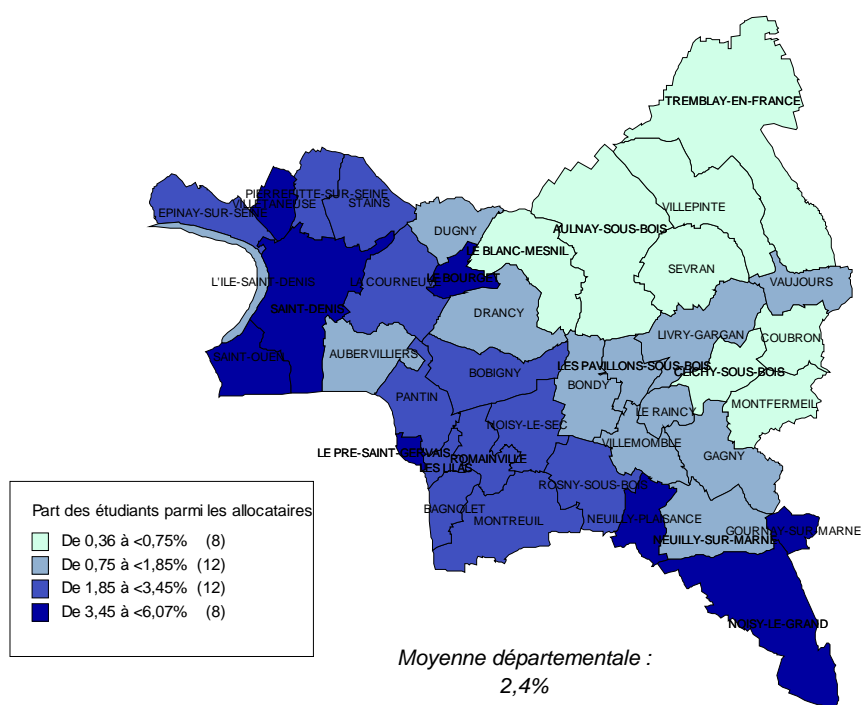 TREMBLAY-EN-FRANCE
PIERREFITTE-SUR-SEINE
VILLETANEUSE
STAINS
EPINAY-SUR-SEINE
VILLEPINTE
DUGNY
AULNAY-SOUS-BOIS
LE BLANC-MESNIL
SEVRAN
L'ILE-SAINT-DENIS
LA COURNEUVE
LE BOURGET
VAUJOURS
SAINT-DENIS
DRANCY
LIVRY-GARGAN
COUBRON
SAINT-OUEN
AUBERVILLIERS
LES PAVILLONS-SOUS-BOIS
CLICHY-SOUS-BOIS
BOBIGNY
BONDY
PANTIN
MONTFERMEIL
LE RAINCY
NOISY-LE-SEC
VILLEMOMBLE
LE PRE-SAINT-GERVAIS
ROMAINVILLE
GAGNY
LES LILAS
ROSNY-SOUS-BOIS
BAGNOLET
MONTREUIL
NEUILLY-PLAISANCE
GOURNAY-SUR-MARNE
NEUILLY-SUR-MARNE
NOISY-LE-GRAND
Part des étudiants parmi les allocataires
De 0,36 à <0,75% (8)
De 0,75 à <1,85% (12)
De 1,85 à <3,45% (12)
De 3,45 à <6,07% (8)
Moyenne départementale :
2,4%